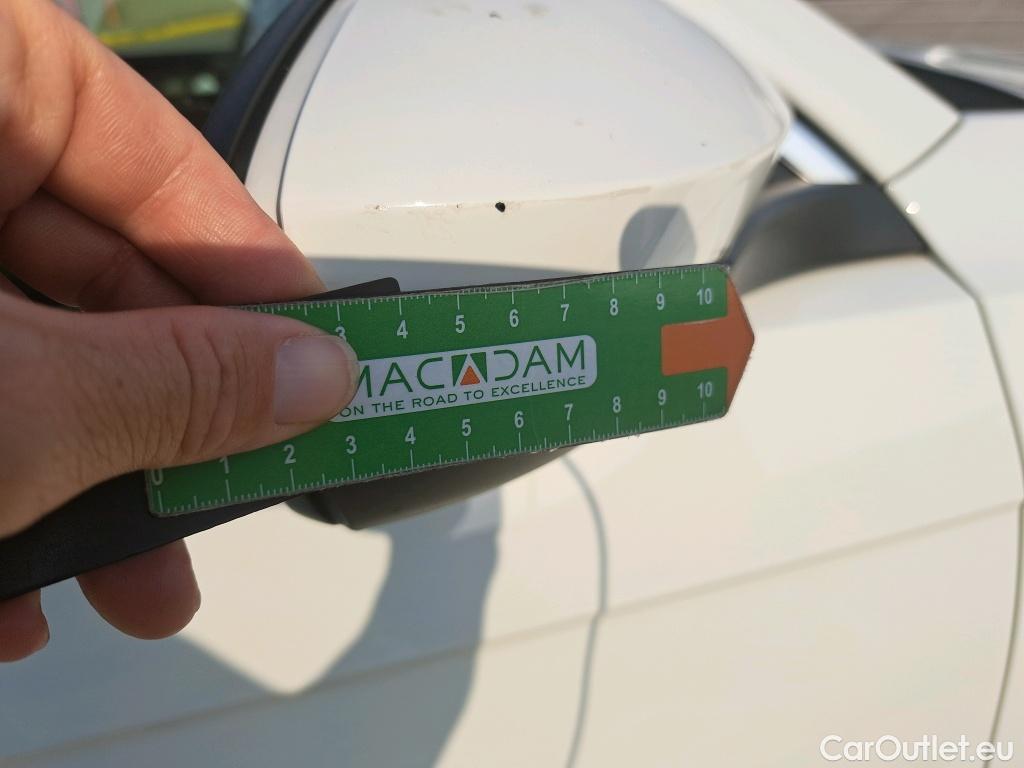 3 4 5 6 7 8 9 10
MACADAM
ON THE ROAD TO EXCELLENCE
0 1 2 3 4 5 6 7 8 9 10
CarOutlet.eu